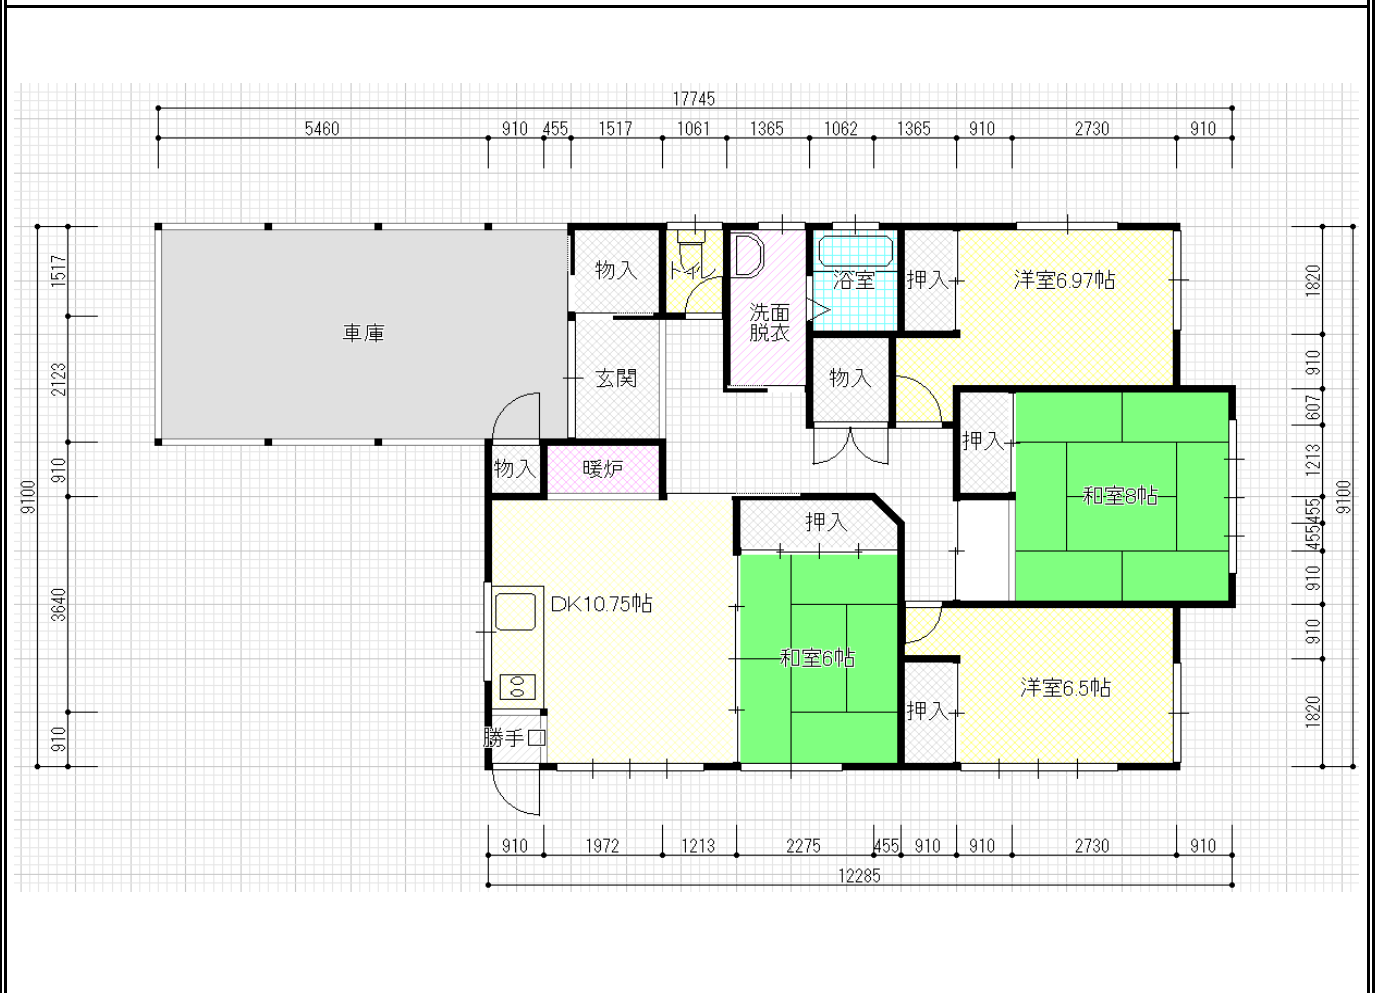 17745
5460 910 455 1517 1061 1365 1062 1365 910 2730 910
1517
2123
910
3640
910
9100
車庫
物入
トイレ
洗面
脱衣
浴室
押入
洋室6.97帖
玄関
物入
押入
和室8帖
物入
暖炉
押入
DK10.75帖
和室6帖
洋室6.5帖
押入
勝手口
1820
910
607
1213
455
455
910
910
1820
9100
910 1972 1213 2275 455 910 910 2730 910
12285